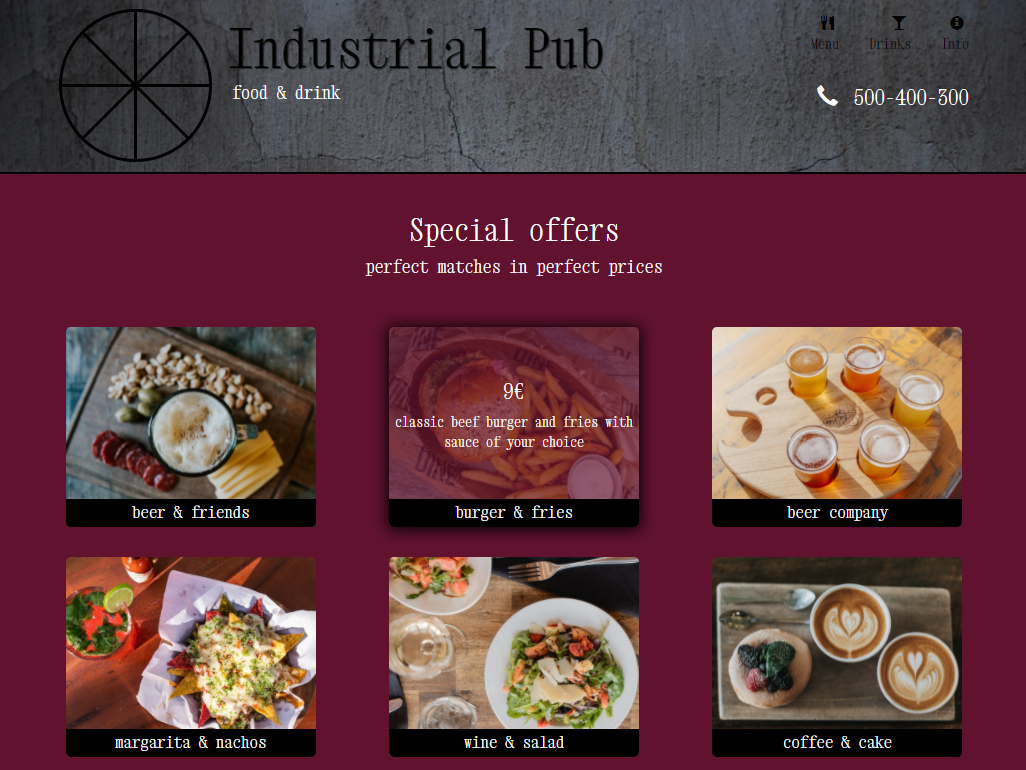 Industrial Pub
food & drink
Menu
Drinks
Info
500-400-300
Special offers
perfect matches in perfect prices
beer & friends
9€
classic beef burger and fries with
sauce of your choice
burger & fries
beer company
margarita & nachos
wine & salad
coffee & cake